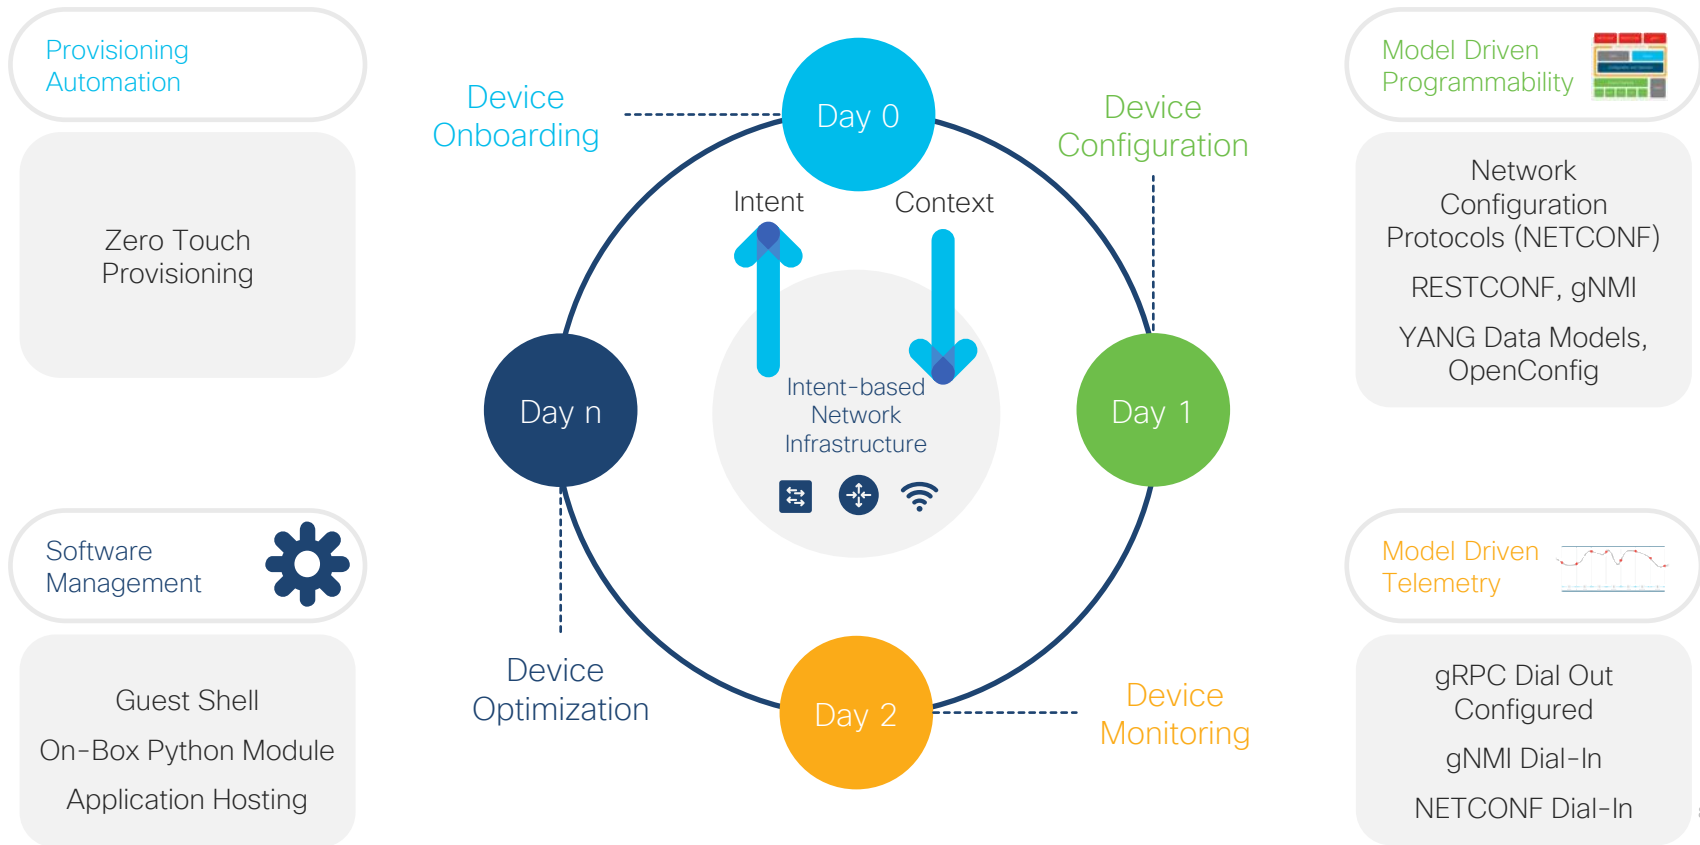 Provisioning
Automation
Zero Touch
Provisioning
Software
Management
Guest Shell
On-Box Python Module
Application Hosting
Device
Onboarding
Day 0
Device
Configuration
Intent
Context
Intent-based
Network
Infrastructure
Day n
Day 1
Device
Optimization
Day 2
Device
Monitoring
Model Driven
Programmability
Network
Configuration
Protocols (NETCONF)
RESTCONF, gNMI
YANG Data Models,
OpenConfig
Model Driven
Telemetry
gRPC Dial Out
Configured
gNMI Dial-In
NETCONF Dial-In